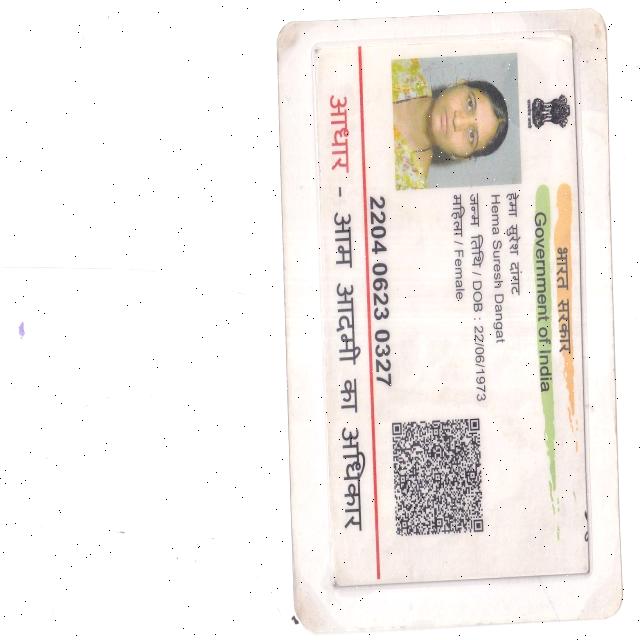 भारत सरकार
Government of India
हेमा सुरेश दांगट
Hema Suresh Dangat
जन्म तिथि / DOB : 22/06/1973
महिला / Female
2204 0623 0327
आधार - आम आदमी का अधिकार